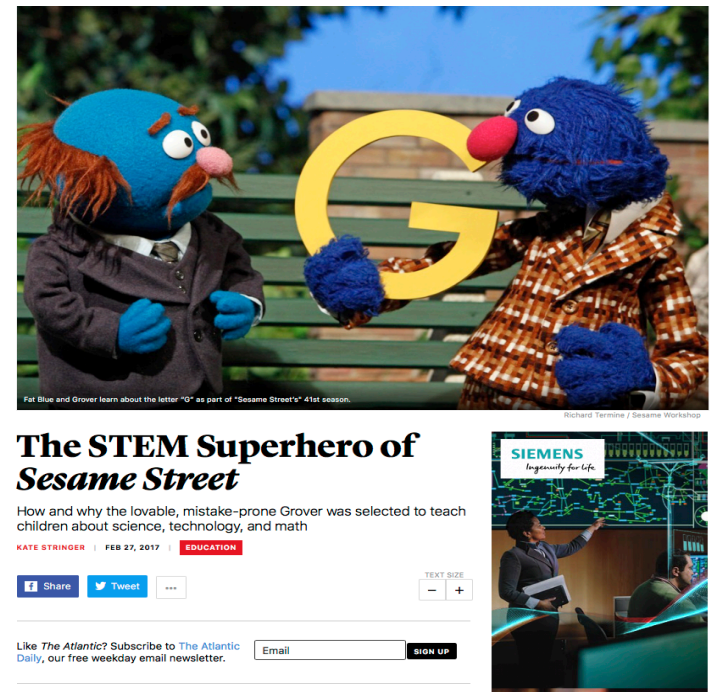 Fat Blue and Grover learn about the letter "G" as part of "Sesame Street's" 41st season.
Richard Termine / Sesame Workshop
The STEM Superhero of
Sesame Street
How and why the lovable, mistake-prone Grover was selected to teach
children about science, technology, and math
KATE STRINGER | FEB 27, 2017 | EDUCATION
f Share Tweet ...
TEXT SIZE
− +
Like The Atlantic? Subscribe to The Atlantic
Daily, our free weekday email newsletter.
Email SIGN UP
SIEMENS
Ingenuity for life